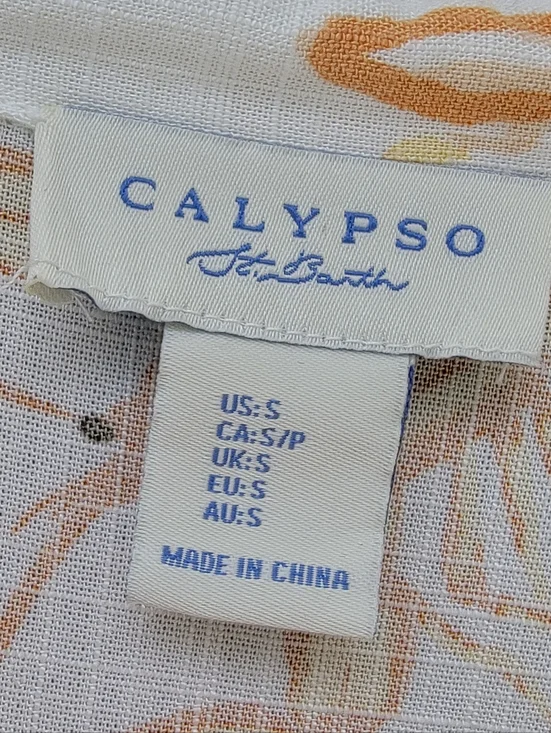 CALYPSO
St. Barth
US:S
CA:S/P
UK:S
EU:S
AU:S
MADE IN CHINA